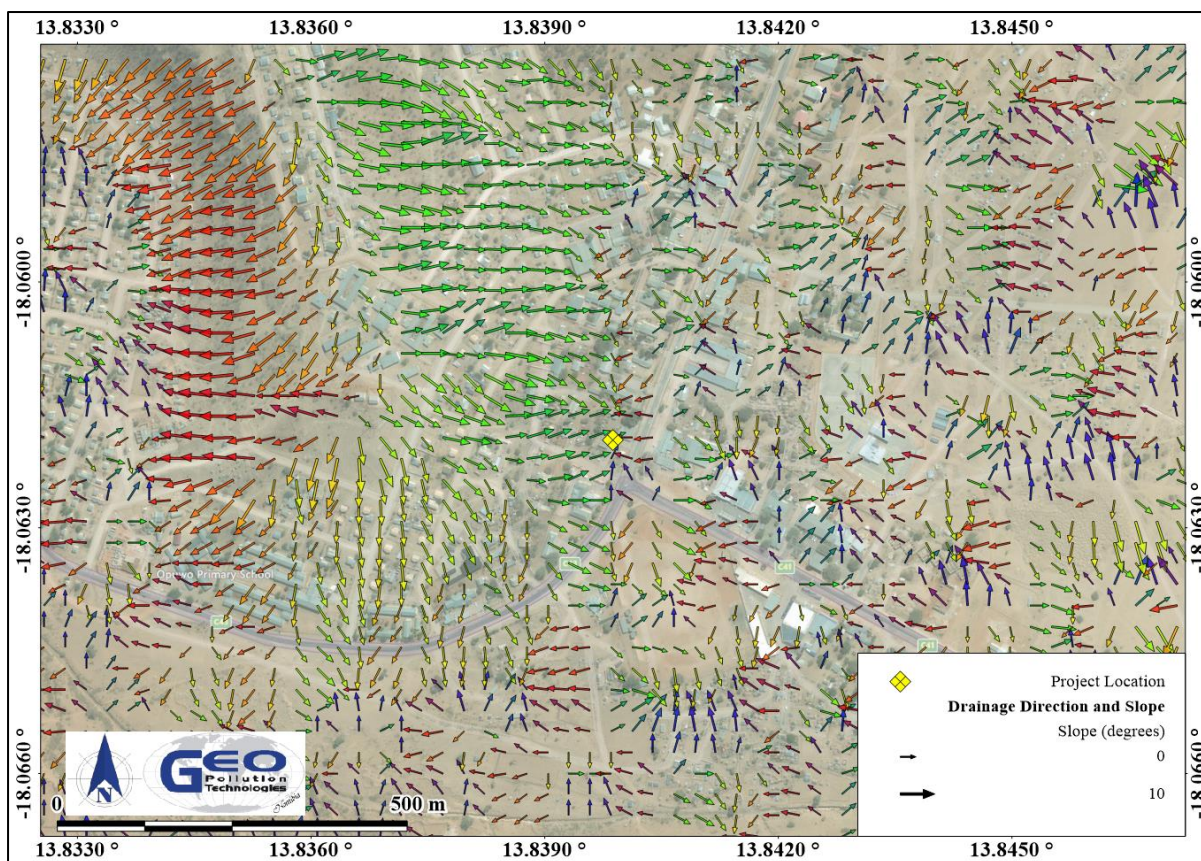 13.8330 °
13.8360 °
13.8390 °
13.8420 °
13.8450 °
-18.0600 °
-18.0600 °
-18.0630 °
-18.0630 °
-18.0660 °
-18.0660 °
Opuwo Primary School
C41
C41
Project Location
Drainage Direction and Slope
Slope (degrees)
0
10
N
GEO
Pollution
Technologies
Namibia
0
500 m
13.8330 °
13.8360 °
13.8390 °
13.8420 °
13.8450 °